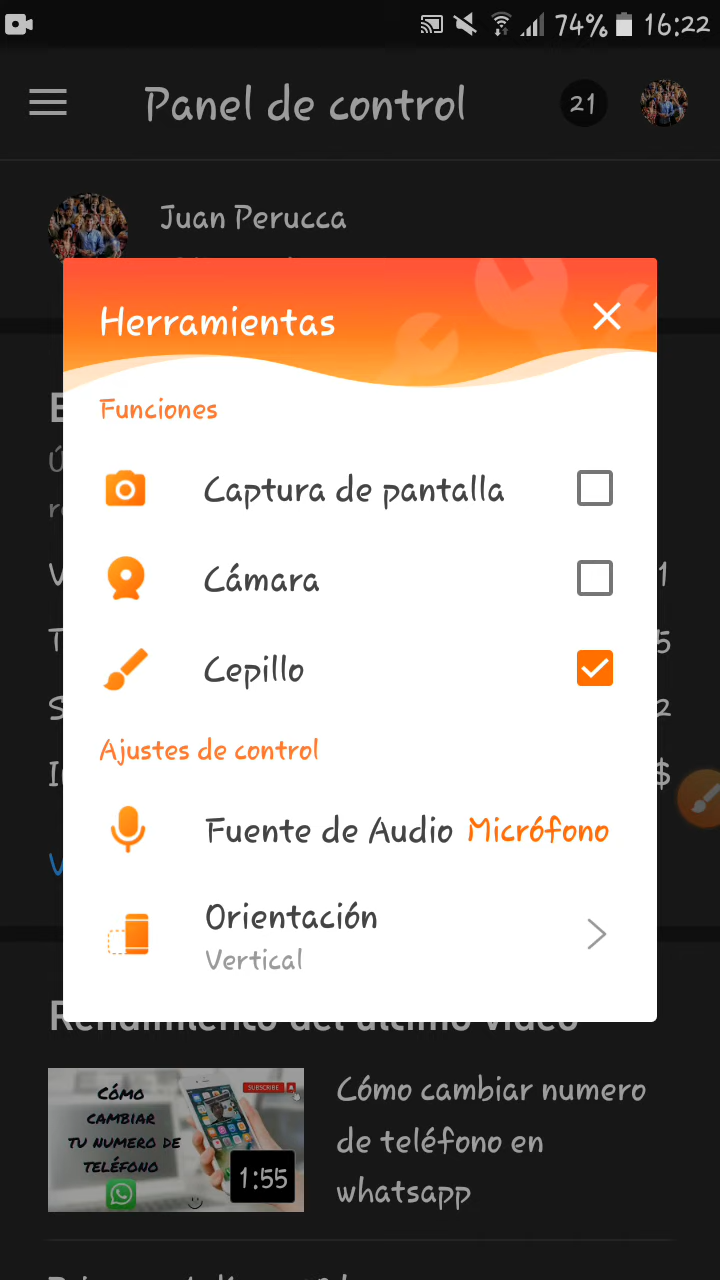 74% 16:22
Panel de control 21
Juan Perucca
Herramientas
Funciones
Captura de pantalla
Cámara
Cepillo
Ajustes de control
Fuente de Audio Micrófono
Orientación
Vertical
Rendimiento del último vídeo
CÓMO
CAMBIAR
TU NUMERO DE
TELÉFONO
SUBSCRIBE
1:55
Cómo cambiar numero
de teléfono en
whatsapp